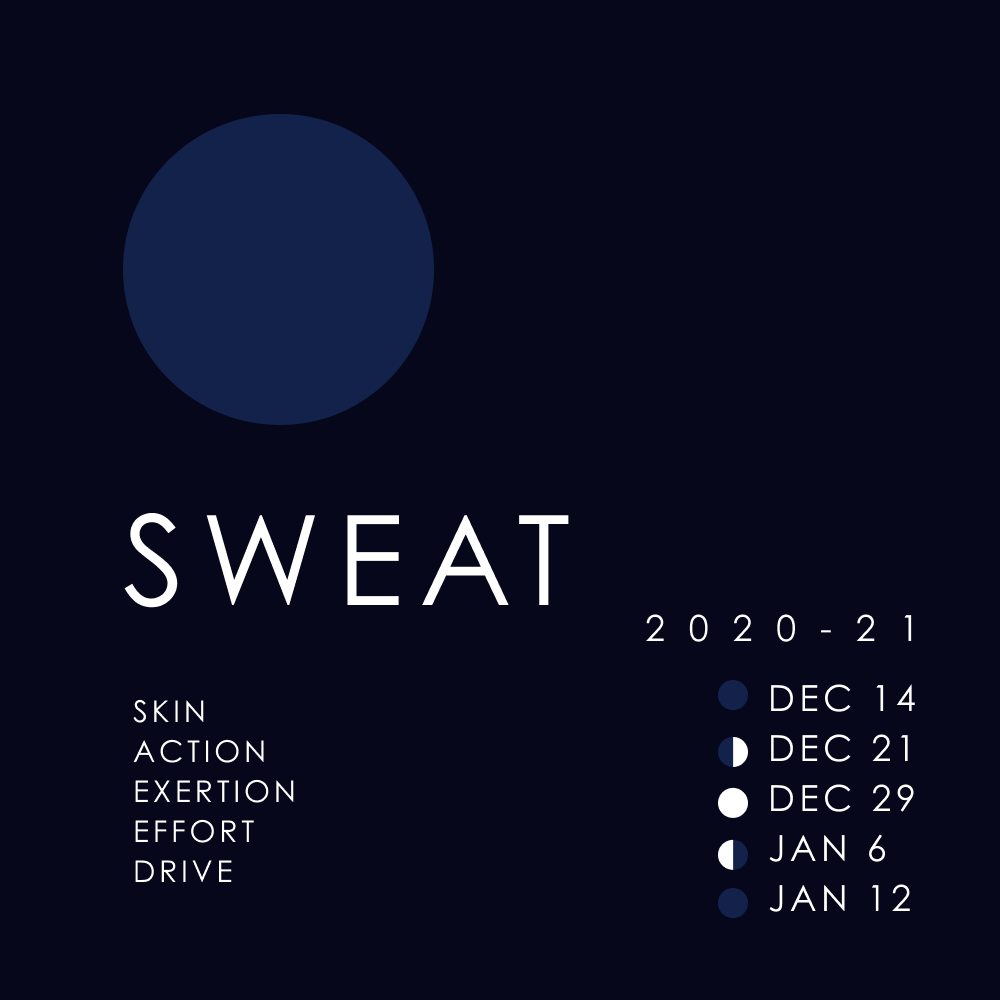 SWEAT
2020-21
SKIN
ACTION
EXERTION
EFFORT
DRIVE
DEC 14
DEC 21
DEC 29
JAN 6
JAN 12